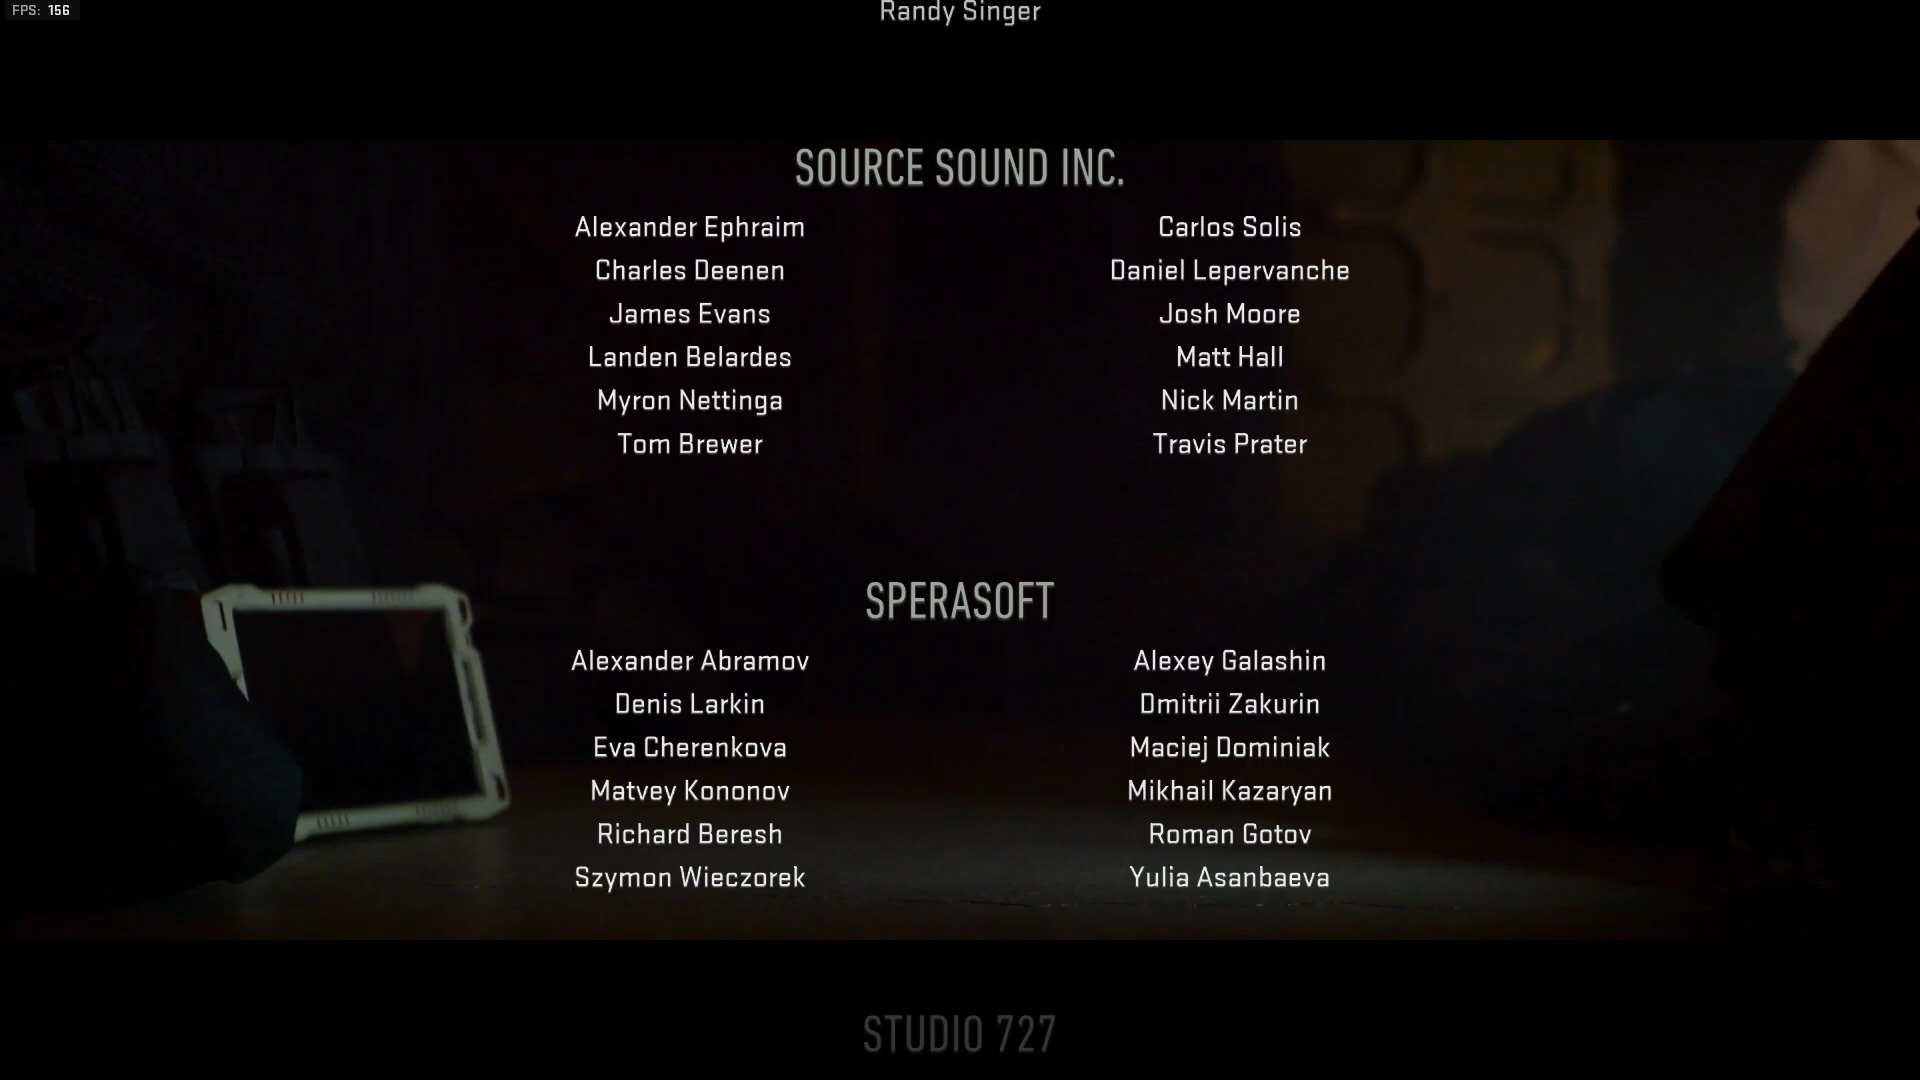 FPS: 156
Randy Singer
SOURCE SOUND INC.
Alexander Ephraim
Carlos Solis
Charles Deenen
Daniel Lepervanche
James Evans
Josh Moore
Landen Belardes
Matt Hall
Myron Nettinga
Nick Martin
Tom Brewer
Travis Prater
SPERASOFT
Alexander Abramov
Alexey Galashin
Denis Larkin
Dmitrii Zakurin
Eva Cherenkova
Maciej Dominiak
Matvey Kononov
Mikhail Kazaryan
Richard Beresh
Roman Gotov
Szymon Wieczorek
Yulia Asanbaeva
STUDIO 727